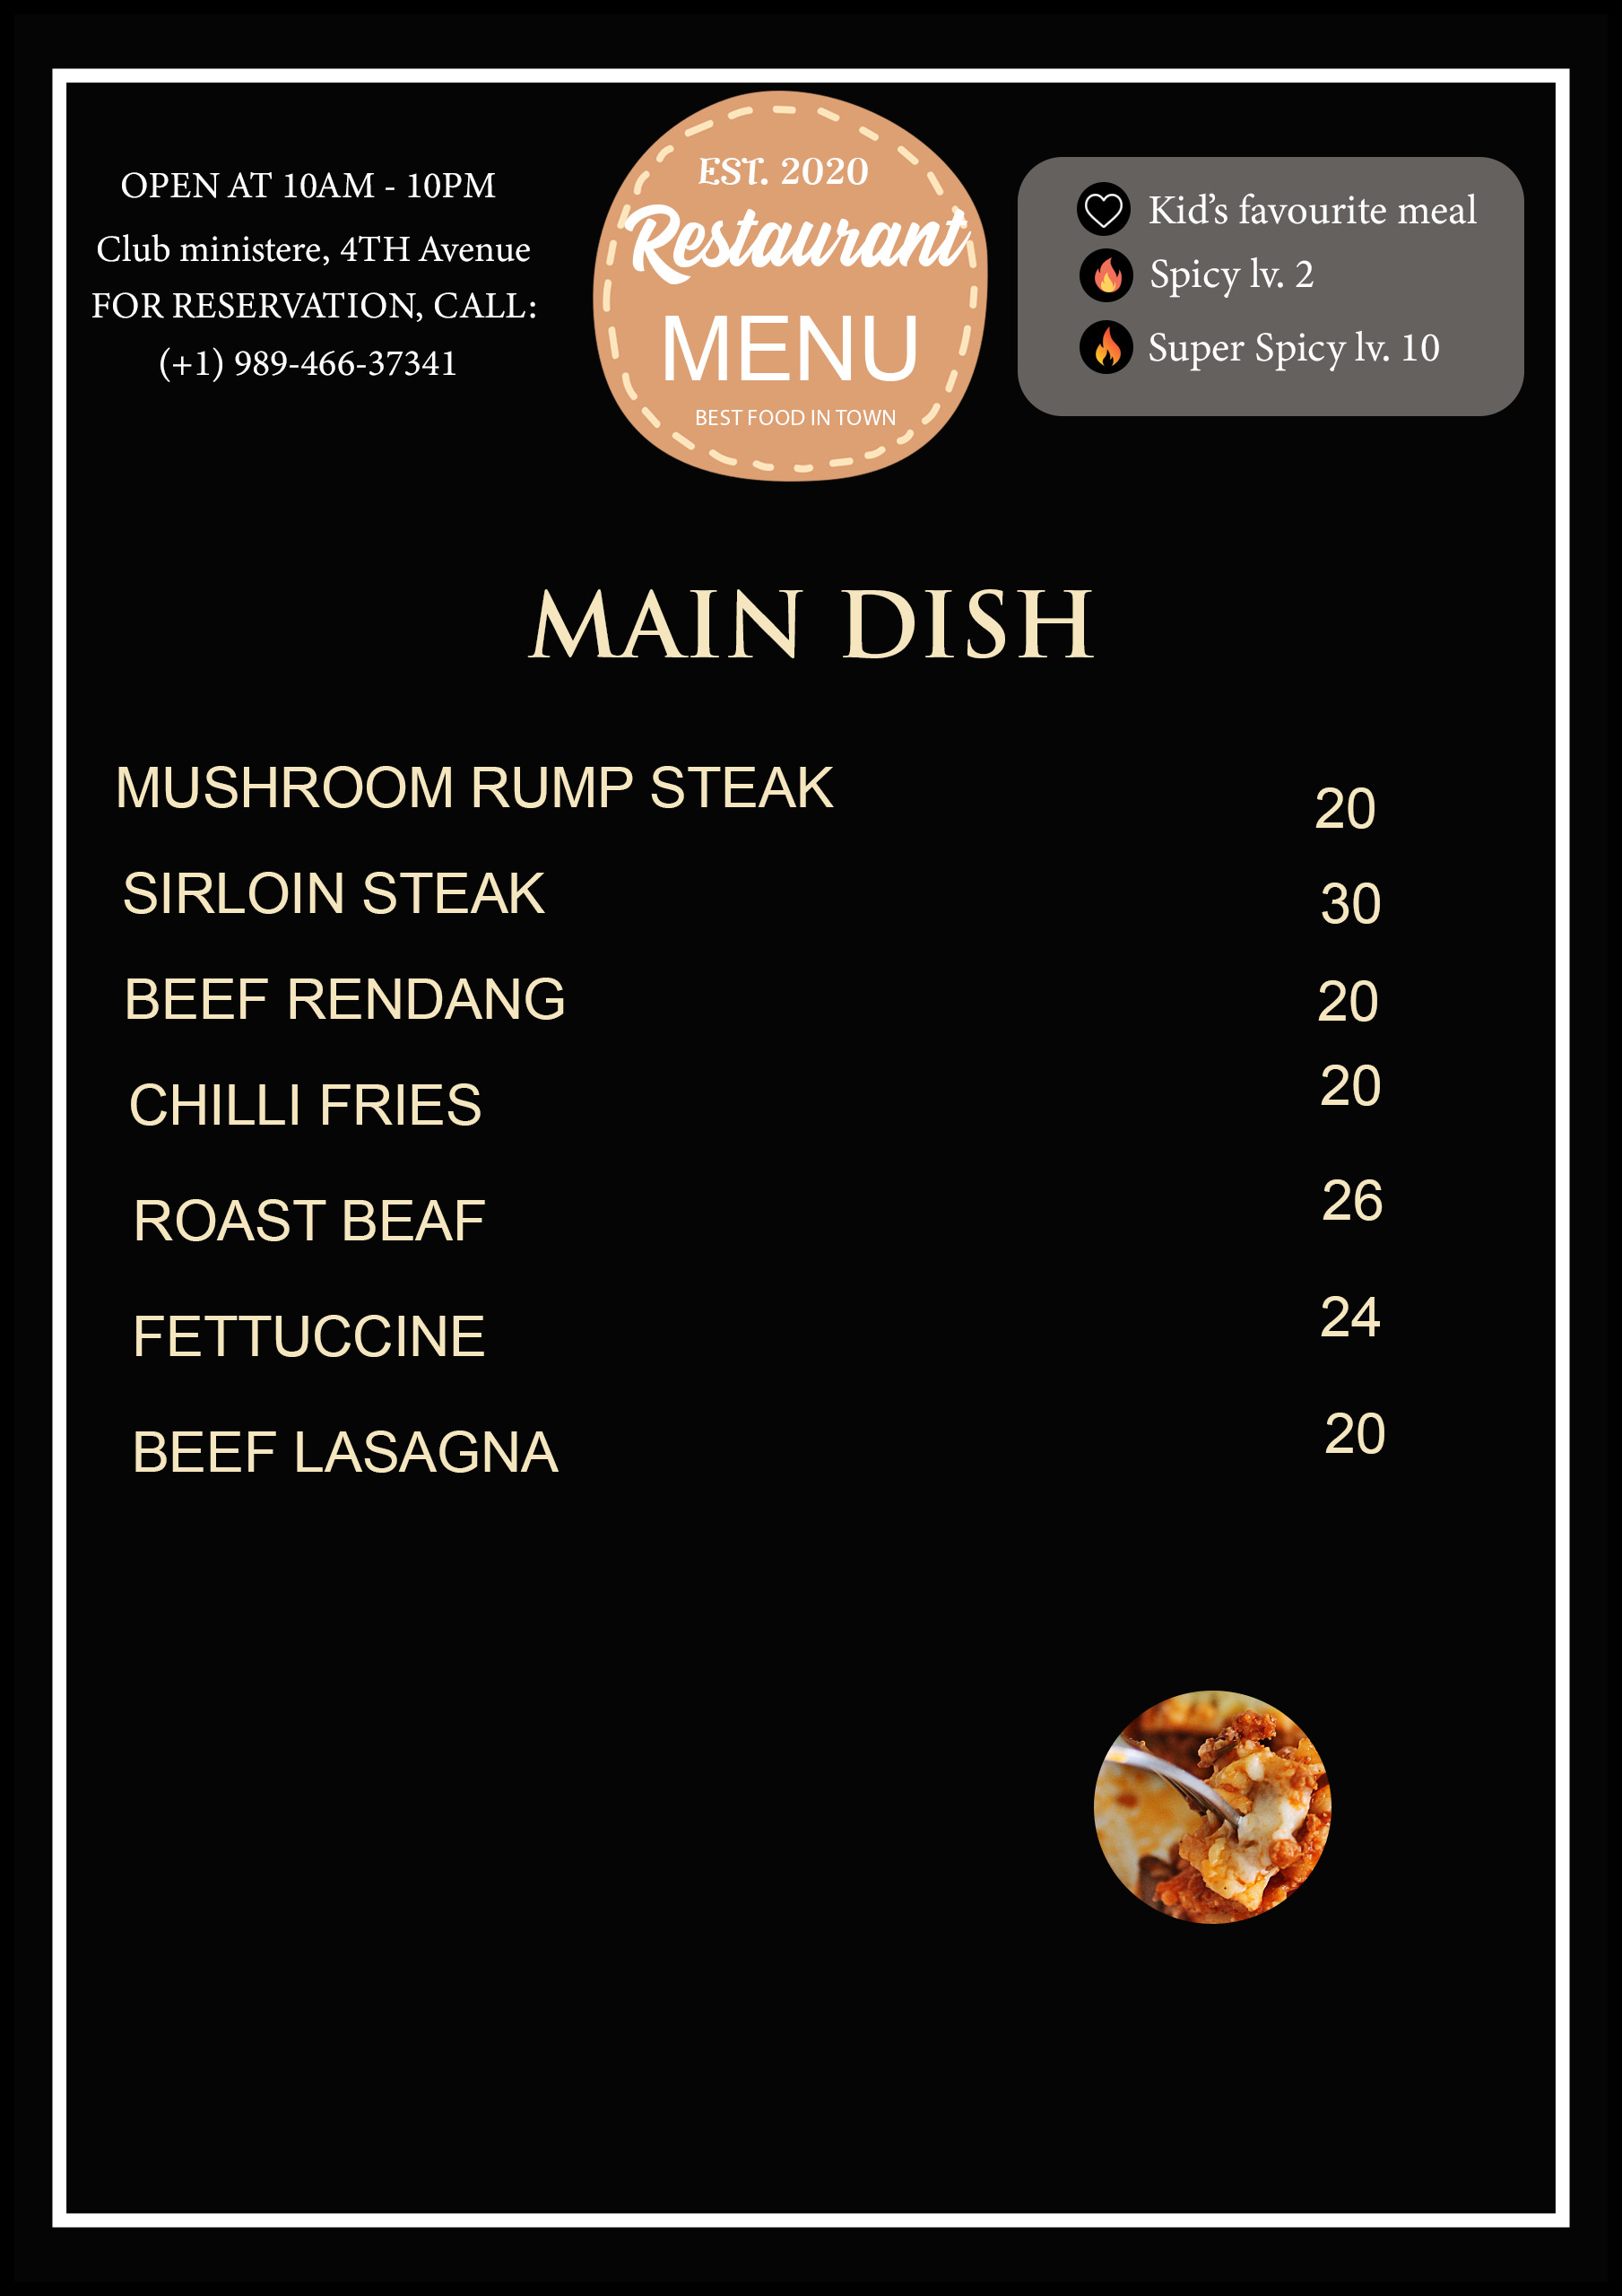 OPEN AT 10AM - 10PM
Club ministere, 4TH Avenue
FOR RESERVATION, CALL:
(+1) 989-466-37341
EST. 2020
Restaurant
MENU
BEST FOOD IN TOWN
Kid's favourite meal
Spicy lv. 2
Super Spicy lv. 10
MAIN DISH
MUSHROOM RUMP STEAK 20
SIRLOIN STEAK 30
BEEF RENDANG 20
CHILLI FRIES 20
ROAST BEAF 26
FETTUCCINE 24
BEEF LASAGNA 20